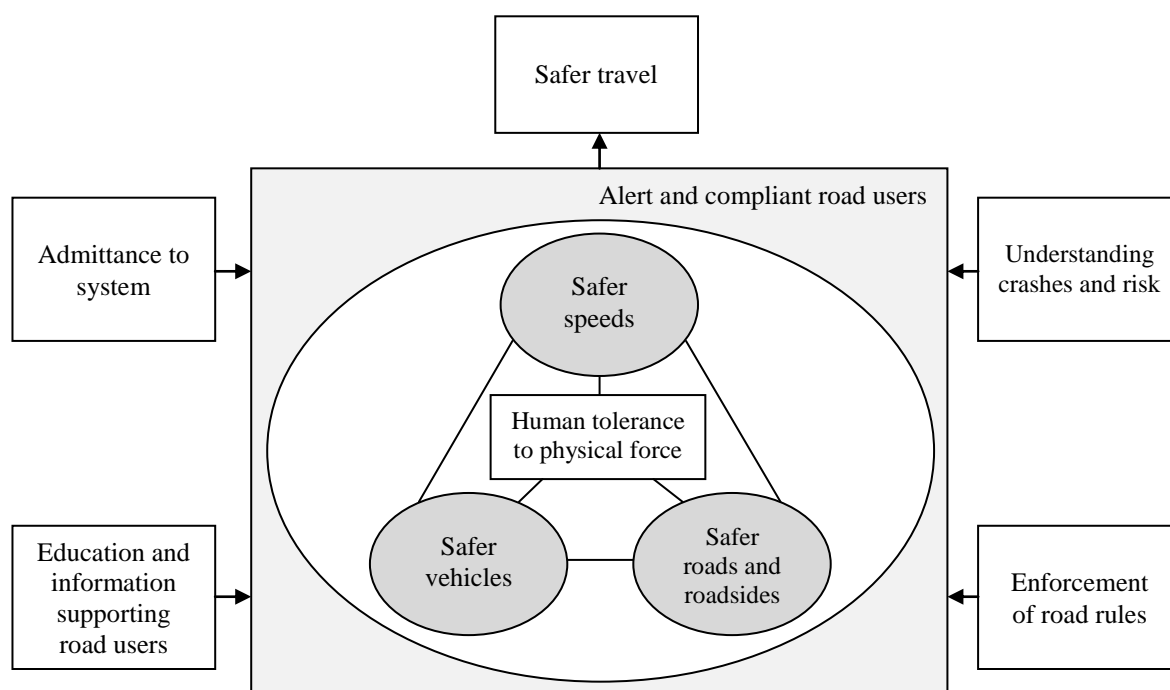 Safer travel
Alert and compliant road users
Admittance to
system
Understanding
crashes and risk
Safer
speeds
Human tolerance
to physical force
Safer
vehicles
Safer
roads and
roadsides
Education and
information
supporting
road users
Enforcement
of road rules